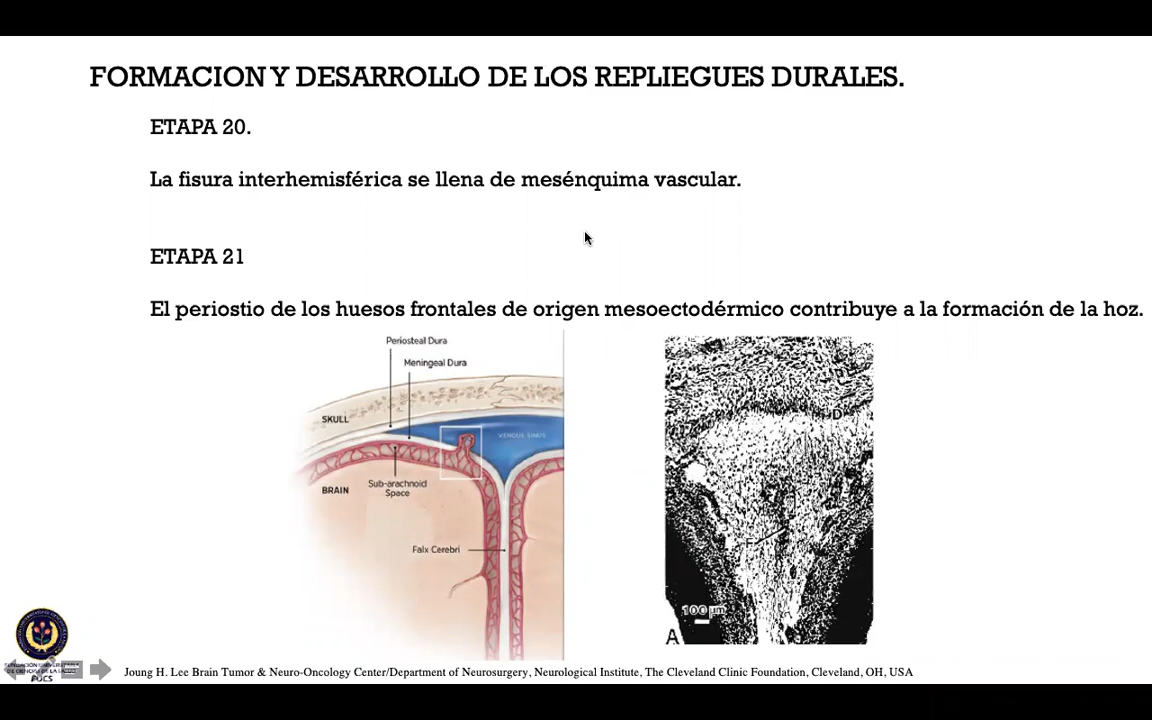 FORMACION Y DESARROLLO DE LOS REPLIEGUES DURALES.
ETAPA 20.
La fisura interhemisférica se llena de mesénquima vascular.
ETAPA 21
El periostio de los huesos frontales de origen mesoectodérmico contribuye a la formación de la hoz.
Periosteal Dura
Meningeal Dura
SKULL
VENOUS SINUS
BRAIN
Sub-arachnoid
Space
Falx Cerebri
D
F
100 µm
A
FUCS
Joung H. Lee Brain Tumor & Neuro-Oncology Center/Department of Neurosurgery, Neurological Institute, The Cleveland Clinic Foundation, Cleveland, OH, USA